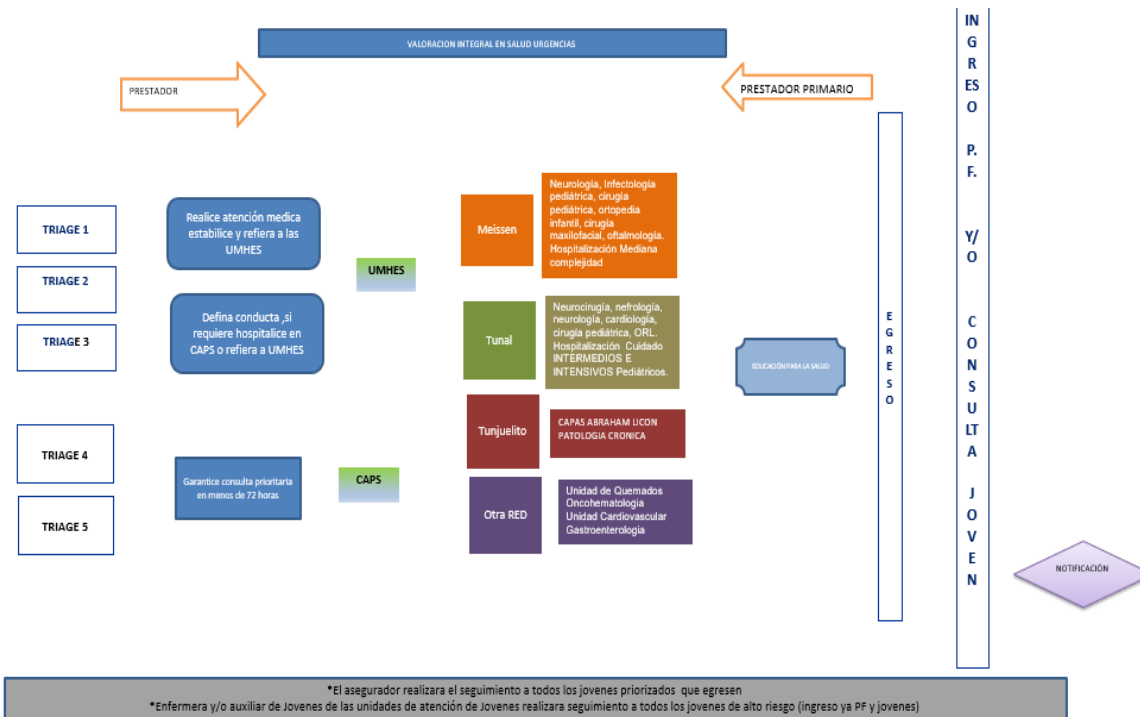 VALORACION INTEGRAL EN SALUD URGENCIAS
PRESTADOR
PRESTADOR PRIMARIO
TRIAGE 1
TRIAGE 2
TRIAGE 3
TRIAGE 4
TRIAGE 5
Realice atención medica
estabilice y refiera a las
UMHES
Defina conducta ,si
requiere hospitalice en
CAPS o refiera a UMHES
Garantice consulta prioritaria
en menos de 72 horas
UMHES
CAPS
Meissen
Neurología, Infectología
pediátrica, cirugía
pediátrica, ortopedia
infantil, cirugía
maxilofacial, oftalmología.
Hospitalización Mediana
complejidad
Tunal
Neurocirugía, nefrología,
neurología, cardiología,
cirugía pediátrica, ORL.
Hospitalización Cuidado
INTERMEDIOS E
INTENSIVOS Pediátricos.
Tunjuelito
CAPAS ABRAHAM LICON
PATOLOGIA CRONICA
Otra RED
Unidad de Quemados
Oncohematología
Unidad Cardiovascular
Gastroenterología
EDUCACIÓN PARA LA SALUD
E
G
R
E
S
O
IN
G
R
ESO
P.
F.
Y/
O
C
O
N
S
U
LT
A
J
O
V
E
N
NOTIFICACIÓN
*El asegurador realizara el seguimiento a todos los jovenes priorizados que egresen
*Enfermera y/o auxiliar de Jovenes de las unidades de atención de Jovenes realizara seguimiento a todos los jovenes de alto riesgo (ingreso ya PF y jovenes)